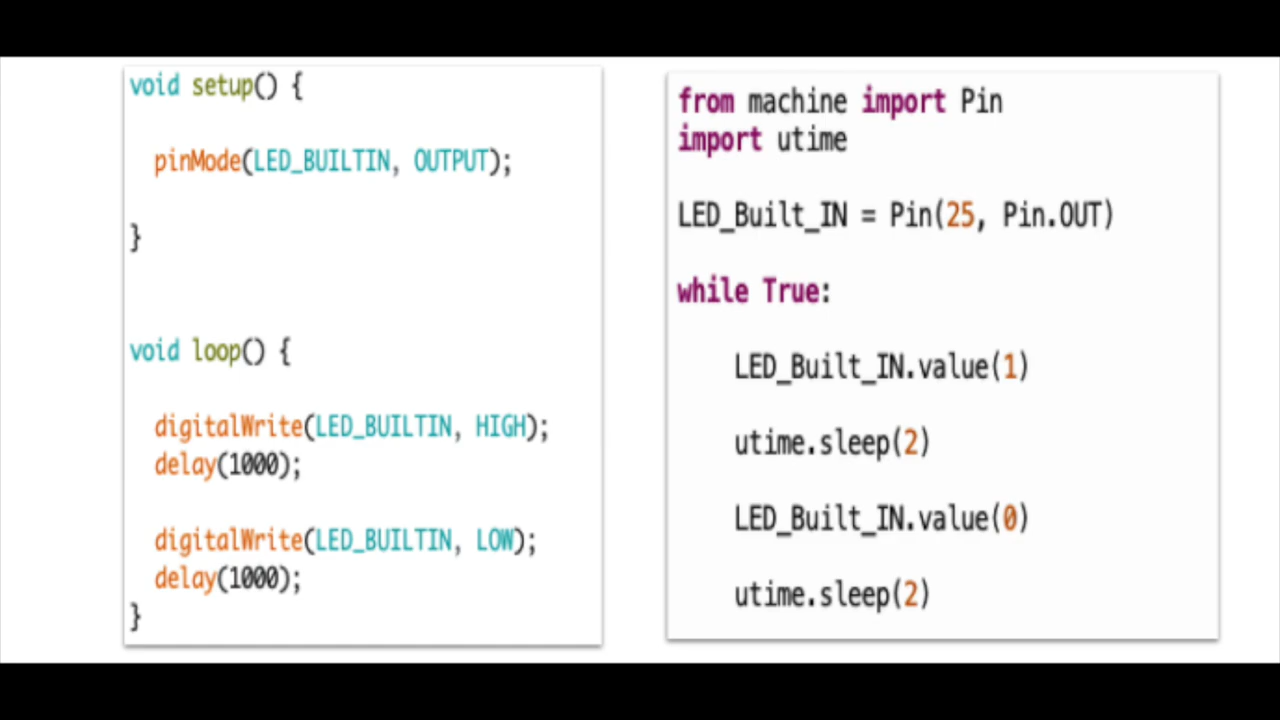 void setup() {
pinMode(LED_BUILTIN, OUTPUT);
}
void loop() {
digitalWrite(LED_BUILTIN, HIGH);
delay(1000);
digitalWrite(LED_BUILTIN, LOW);
delay(1000);
}
from machine import Pin
import utime
LED_Built_IN = Pin(25, Pin.OUT)
while True:
LED_Built_IN.value(1)
utime.sleep(2)
LED_Built_IN.value(0)
utime.sleep(2)